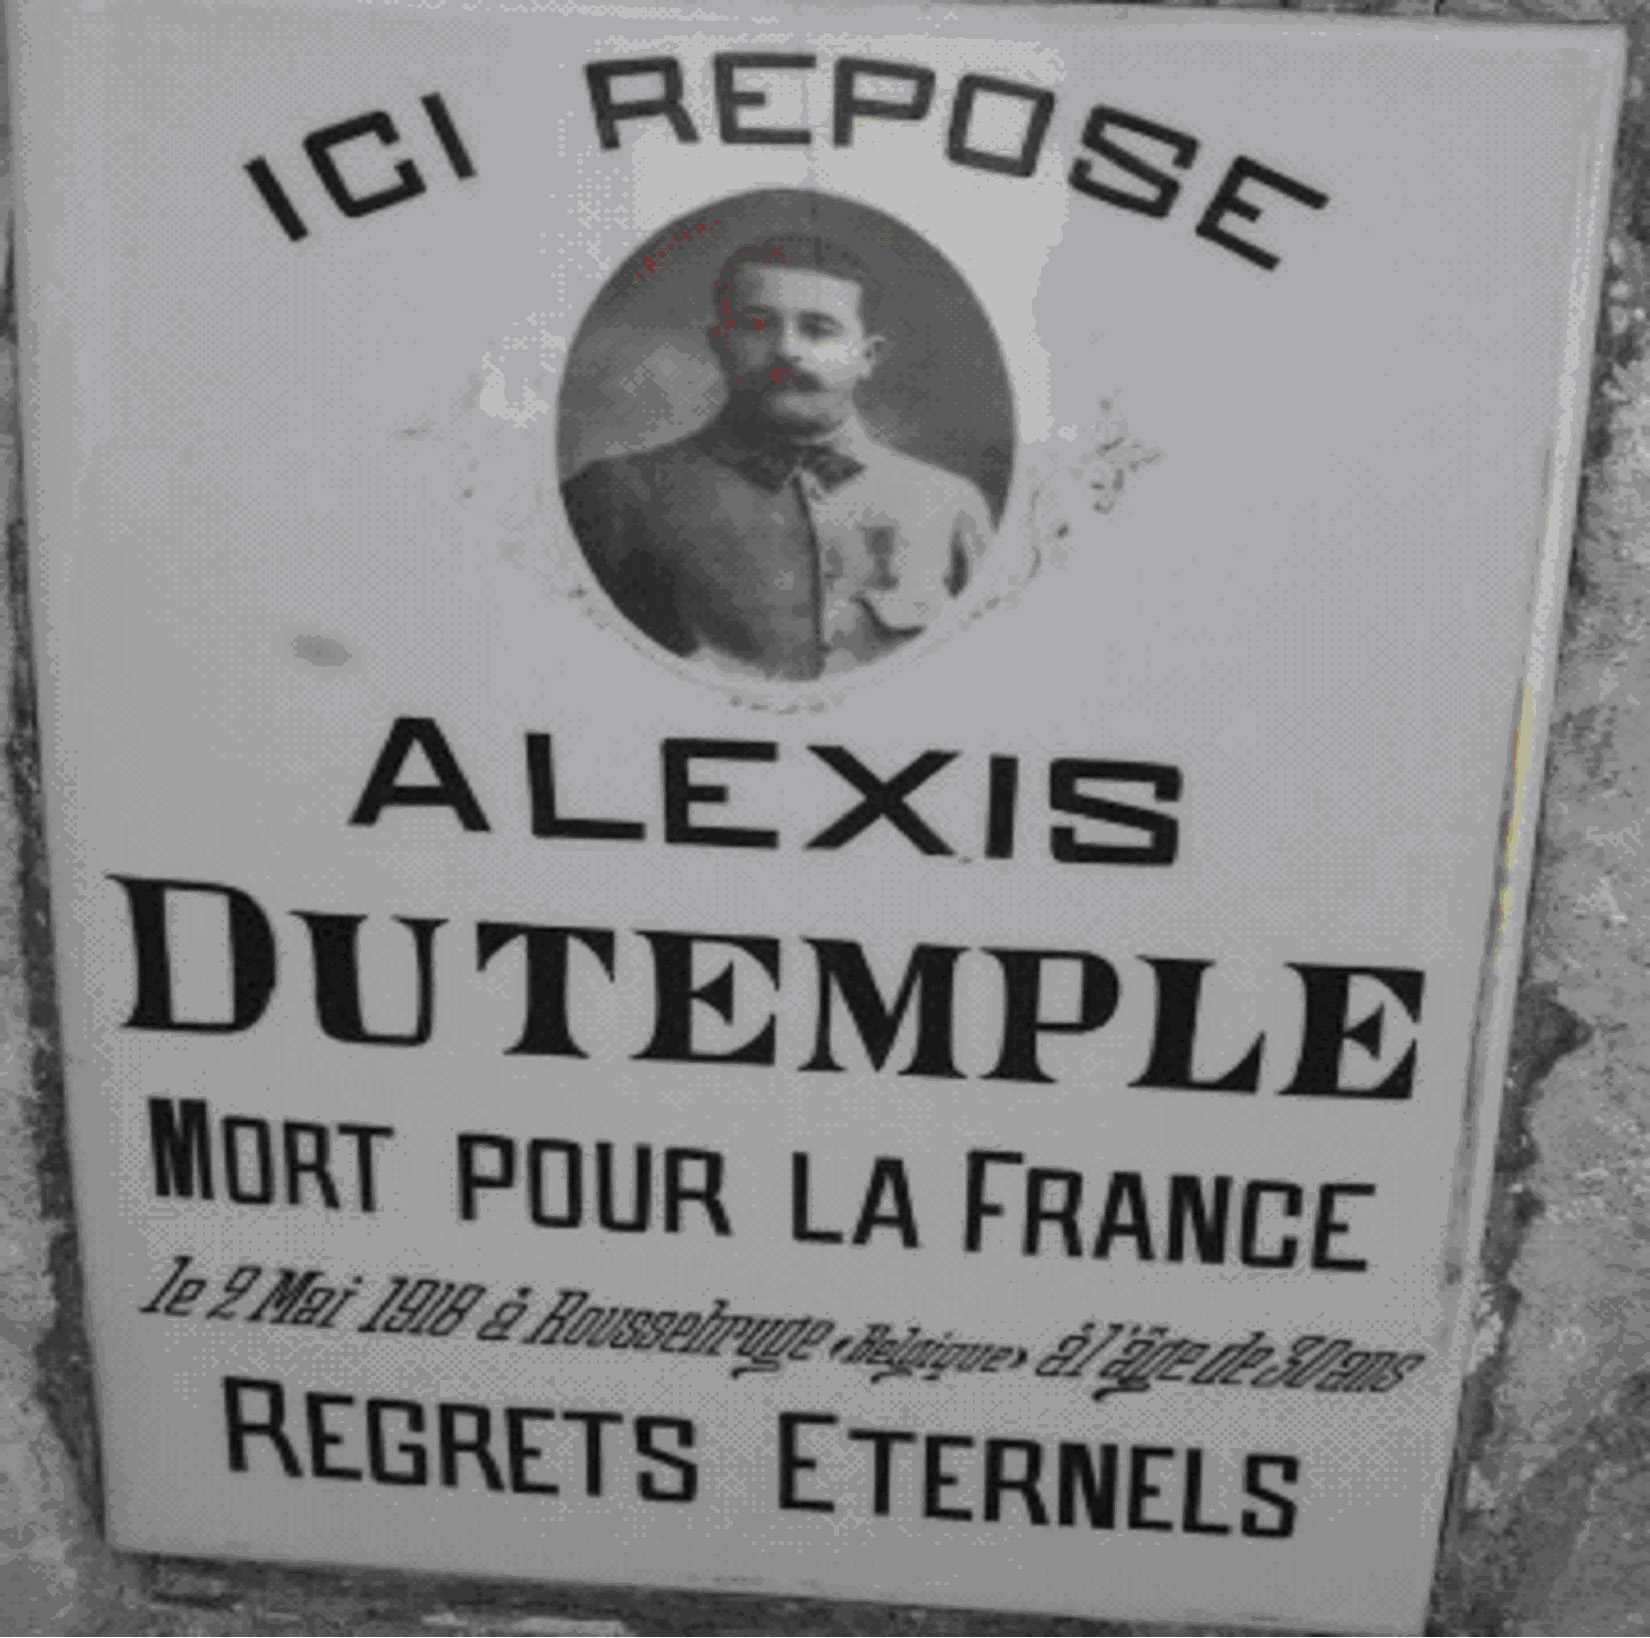 ICI REPOSE
ALEXIS
DUTEMPLE
MORT POUR LA FRANCE
le 2 Mai 1918 à Roussebruge «Belgique» à l'âge de 30 ans
REGRETS ETERNELS